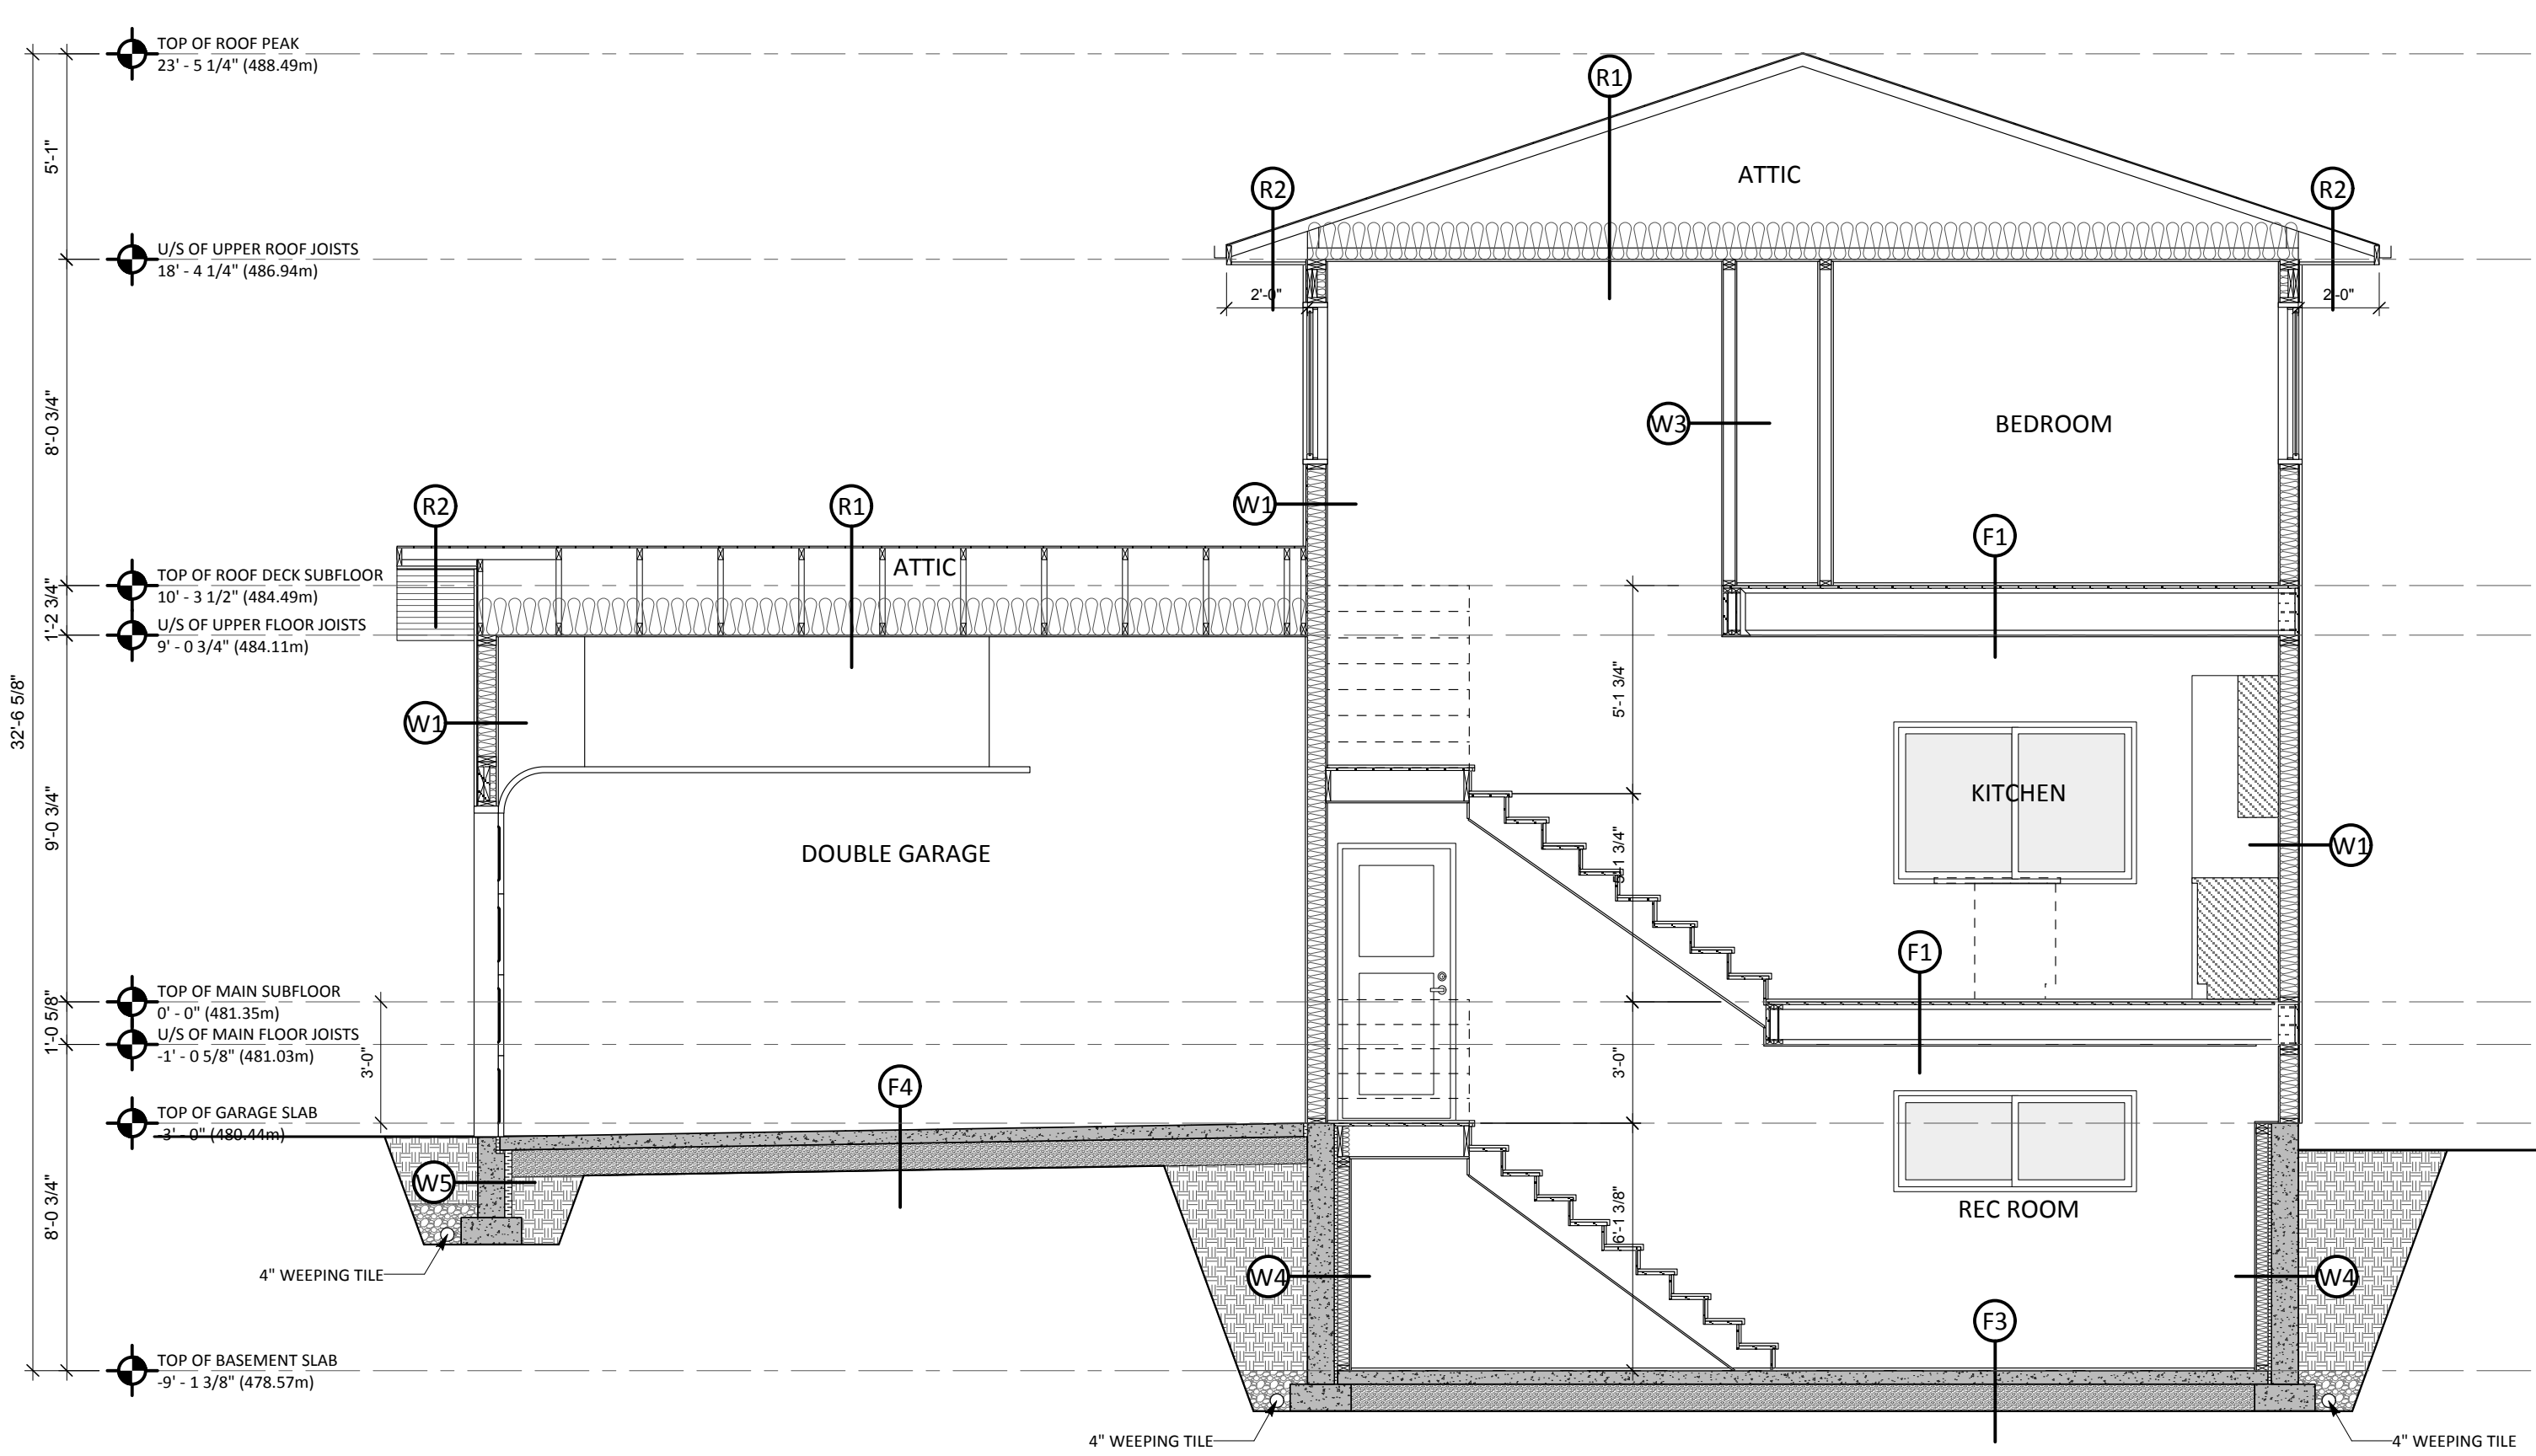 TOP OF ROOF PEAK
23' - 5 1/4" (488.49m)
R1
5'-1"
ATTIC
R2
R2
U/S OF UPPER ROOF JOISTS
18' - 4 1/4" (486.94m)
2'-0"
2'-0"
8'-0 3/4"
W3
BEDROOM
R2
R1
W1
F1
ATTIC
TOP OF ROOF DECK SUBFLOOR
10' - 3 1/2" (484.49m)
1'-2 3/4"
U/S OF UPPER FLOOR JOISTS
9' - 0 3/4" (484.11m)
32'-6 5/8"
W1
5'-1 3/4"
9'-0 3/4"
KITCHEN
DOUBLE GARAGE
1 3/4"
W1
F1
TOP OF MAIN SUBFLOOR
0' - 0" (481.35m)
1'-0 5/8"
U/S OF MAIN FLOOR JOISTS
-1' - 0 5/8" (481.03m)
3'-0"
3'-0"
F4
TOP OF GARAGE SLAB
-3' - 0" (480.44m)
W5
8'-0 3/4"
6'-1 3/8"
REC ROOM
4" WEEPING TILE
W4
W4
F3
TOP OF BASEMENT SLAB
-9' - 1 3/8" (478.57m)
4" WEEPING TILE
4" WEEPING TILE